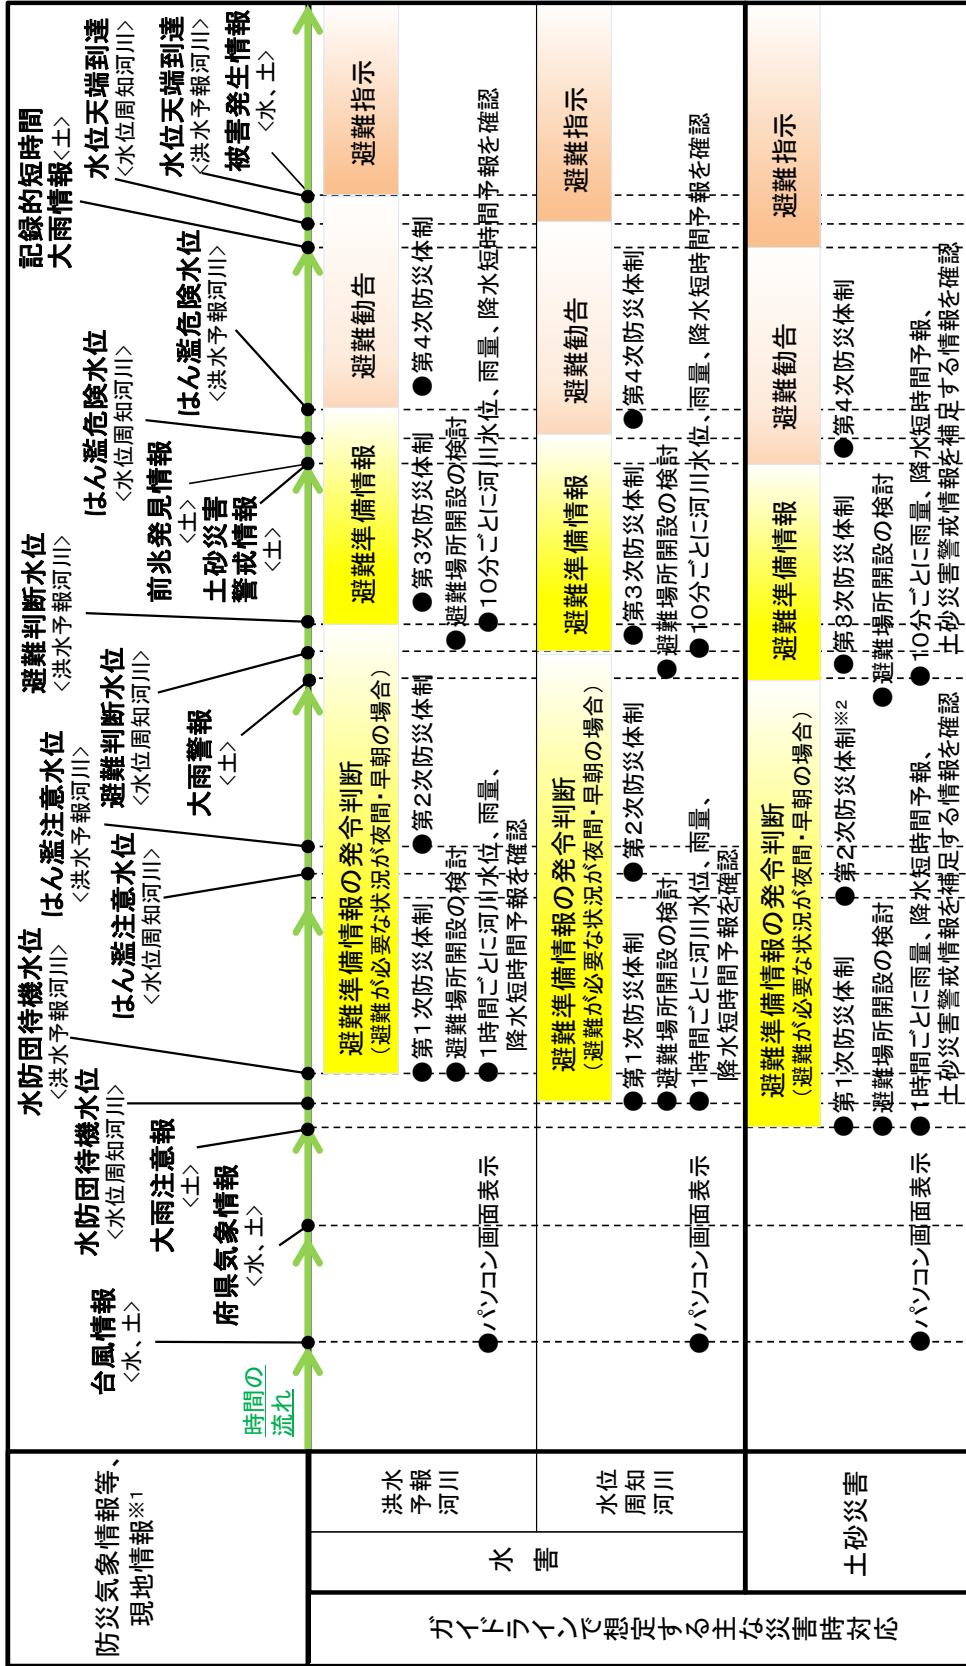 防災気象情報等、
現地情報※1
時間の
流れ
台風情報
<水、土>
府県気象情報
<水、土>
大雨注意報
<土>
水防団待機水位
<水位周知河川>
水防団待機水位
<洪水予報河川>
はん濫注意水位
<水位周知河川>
はん濫注意水位
<洪水予報河川>
大雨警報
<土>
避難判断水位
<水位周知河川>
避難判断水位
<洪水予報河川>
土砂災害
警戒情報
<土>
前兆発見情報
<土>
はん濫危険水位
<水位周知河川>
はん濫危険水位
<洪水予報河川>
記録的短時間
大雨情報<土>
水位天端到達
<水位周知河川>
水位天端到達
<洪水予報河川>
被害発生情報
<水、土>
ガイドラインで想定する主な災害時対応
水害
洪水
予報
河川
避難準備情報の発令判断
(避難が必要な状況が夜間・早朝の場合)
避難準備情報
避難勧告
避難指示
●パソコン画面表示
●第1次防災体制
●避難場所開設の検討
●1時間ごとに河川水位、雨量、
降水短時間予報を確認
●第2次防災体制
●第3次防災体制
●避難場所開設の検討
●10分ごとに河川水位、雨量、降水短時間予報を確認
●第4次防災体制
水位
周知
河川
避難準備情報の発令判断
(避難が必要な状況が夜間・早朝の場合)
避難準備情報
避難勧告
避難指示
●パソコン画面表示
●第1次防災体制
●避難場所開設の検討
●1時間ごとに河川水位、雨量、
降水短時間予報を確認
●第2次防災体制
●第3次防災体制
●避難場所開設の検討
●10分ごとに河川水位、雨量、降水短時間予報を確認
●第4次防災体制
土砂災害
避難準備情報の発令判断
(避難が必要な状況が夜間・早朝の場合)
避難準備情報
避難勧告
避難指示
●パソコン画面表示
●第1次防災体制
●避難場所開設の検討
●1時間ごとに雨量、降水短時間予報、
土砂災害警戒情報を補足する情報を確認
●第2次防災体制※2
●第3次防災体制
●避難場所開設の検討
●10分ごとに雨量、降水短時間予報、
土砂災害警戒情報を補足する情報を確認
●第4次防災体制